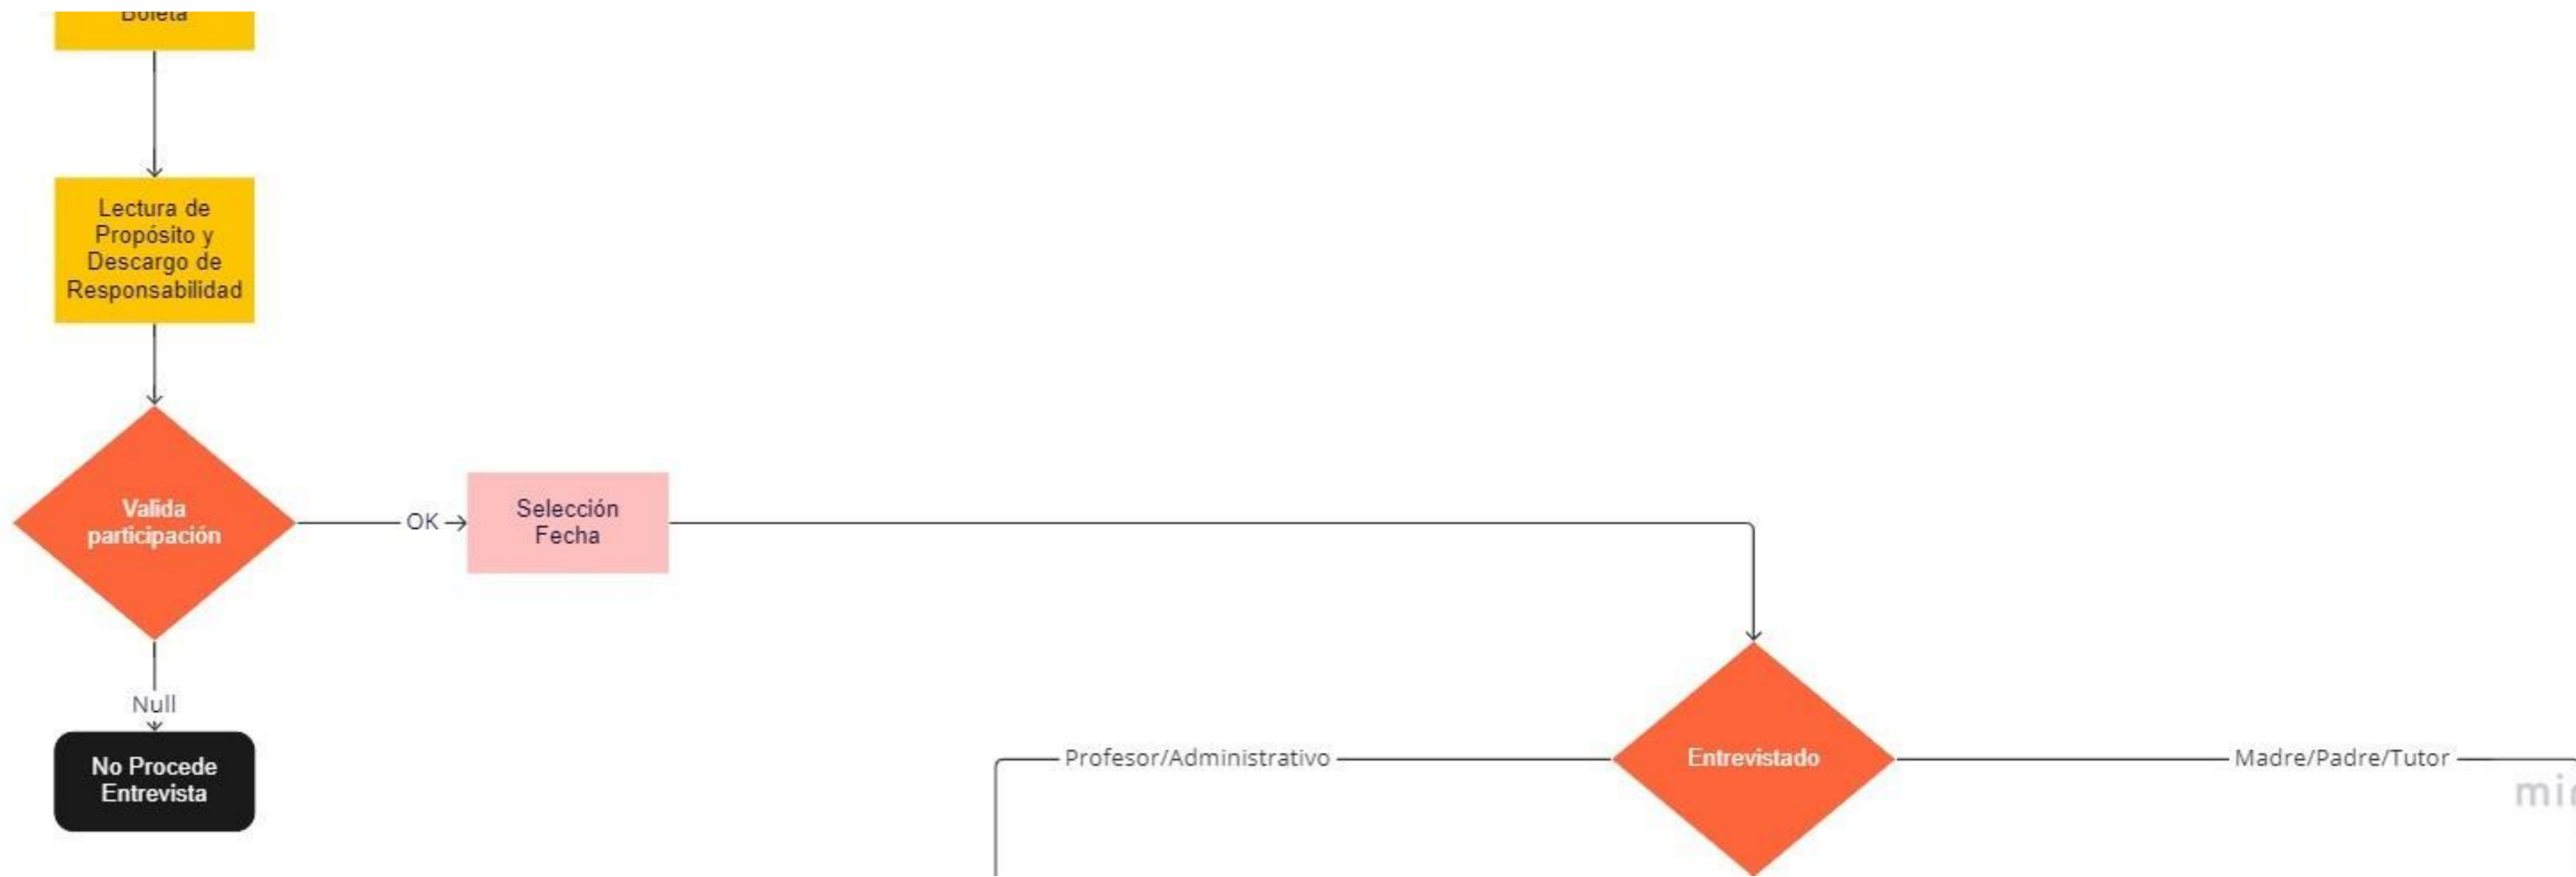 Boleta
Lectura de
Propósito y
Descargo de
Responsabilidad
Valida
participación
OK
Selección
Fecha
Null
No Procede
Entrevista
Profesor/Administrativo
Entrevistado
Madre/Padre/Tutor